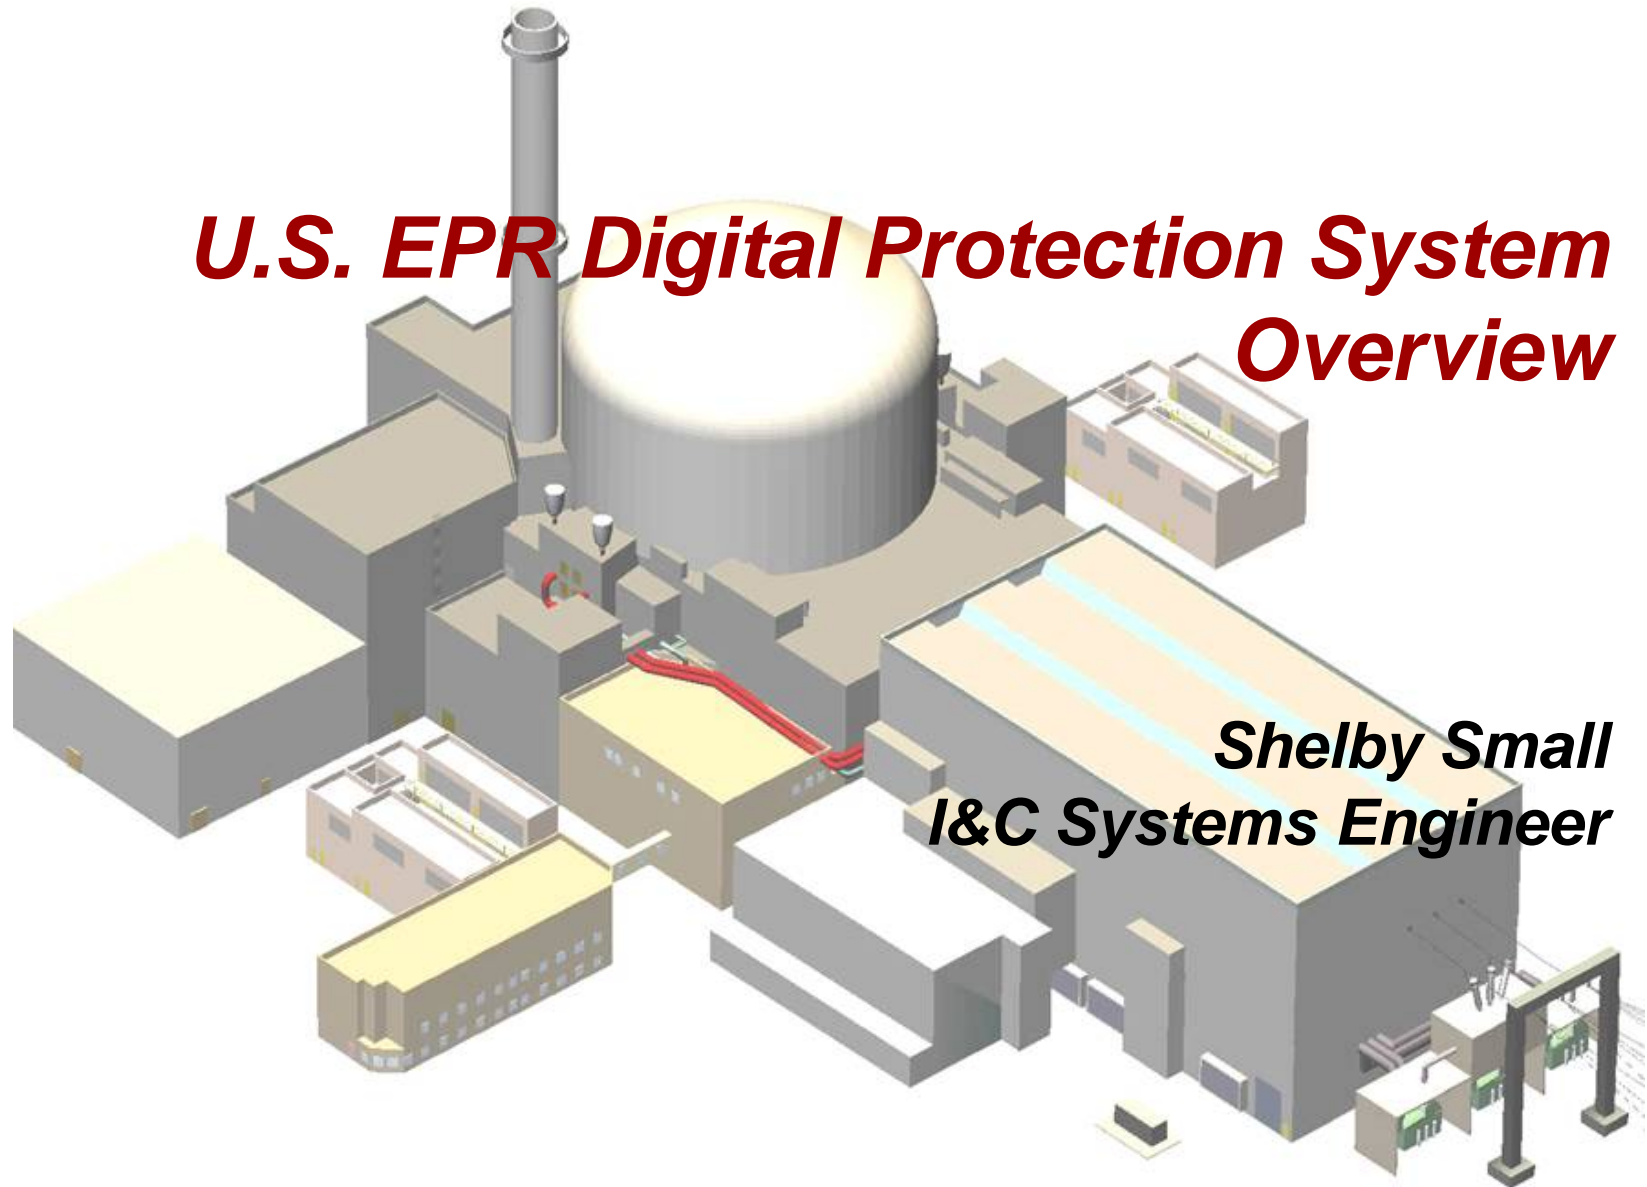 U.S. EPR Digital Protection System
Overview
Shelby Small
I&C Systems Engineer